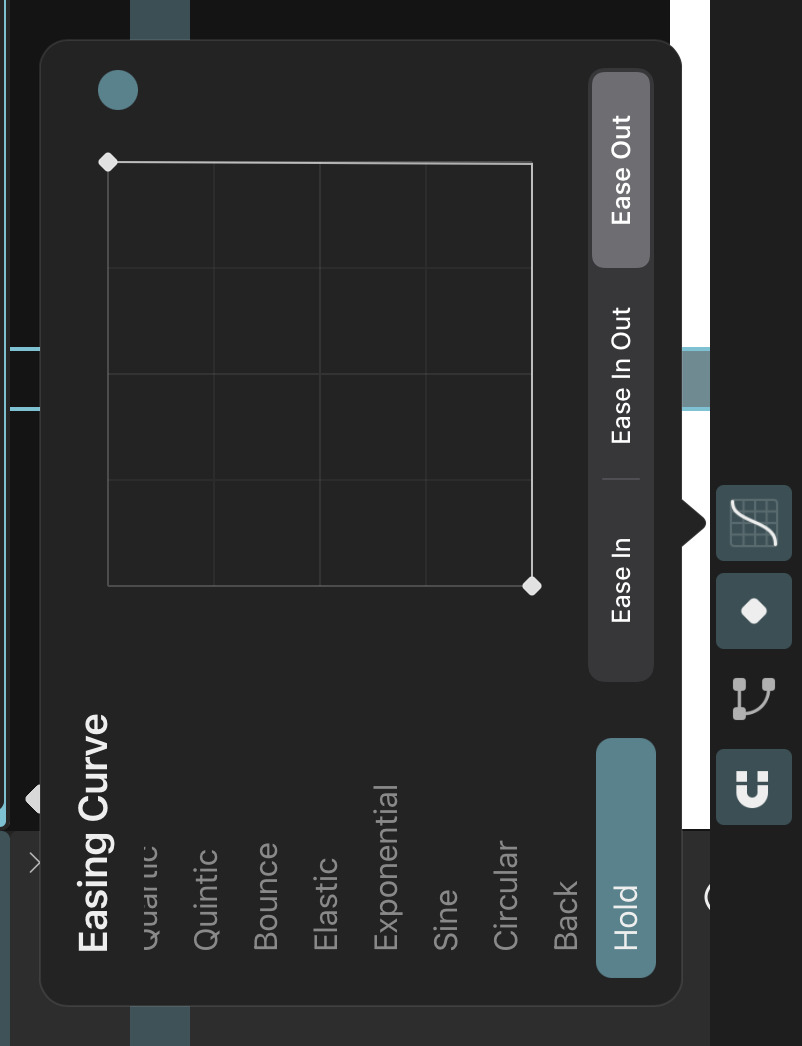 Easing Curve
Quartic
Quintic
Bounce
Elastic
Exponential
Sine
Circular
Back
Hold
Ease In
Ease In Out
Ease Out